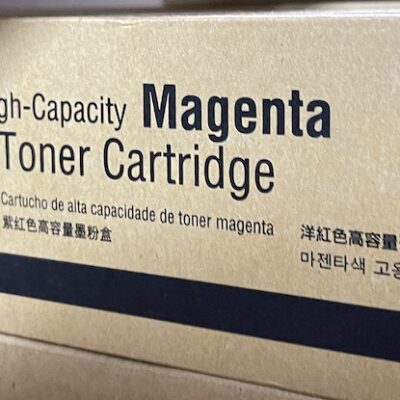 gh-Capacity Magenta
Toner Cartridge
Cartucho de alta capacidade de toner magenta
紫紅色高容量墨粉盒
洋紅色高容量
마젠타색 고용